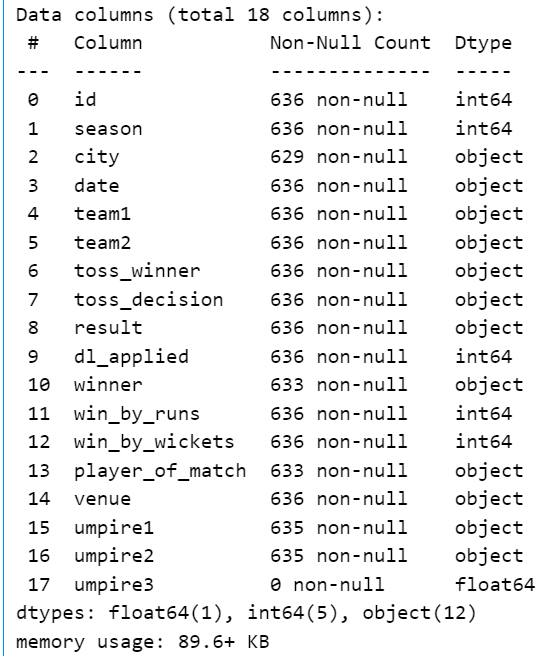 Data columns (total 18 columns):
#   Column           Non-Null Count  Dtype
---  ------           --------------  -----
0   id               636 non-null    int64
1   season           636 non-null    int64
2   city             629 non-null    object
3   date             636 non-null    object
4   team1            636 non-null    object
5   team2            636 non-null    object
6   toss_winner      636 non-null    object
7   toss_decision    636 non-null    object
8   result           636 non-null    object
9   dl_applied       636 non-null    int64
10  winner           633 non-null    object
11  win_by_runs      636 non-null    int64
12  win_by_wickets   636 non-null    int64
13  player_of_match  633 non-null    object
14  venue            636 non-null    object
15  umpire1          635 non-null    object
16  umpire2          635 non-null    object
17  umpire3          0 non-null      float64
dtypes: float64(1), int64(5), object(12)
memory usage: 89.6+ KB